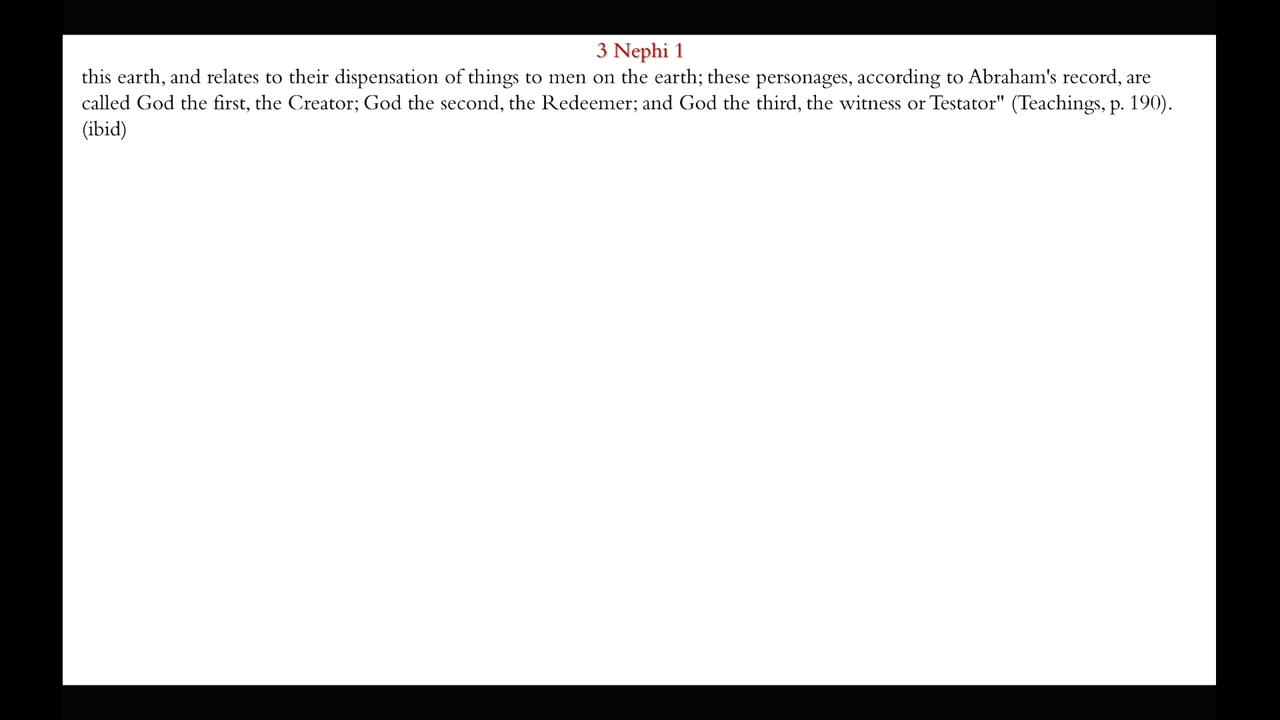 3 Nephi 1
this earth, and relates to their dispensation of things to men on the earth; these personages, according to Abraham's record, are
called God the first, the Creator; God the second, the Redeemer; and God the third, the witness or Testator" (Teachings, p. 190).
(ibid)